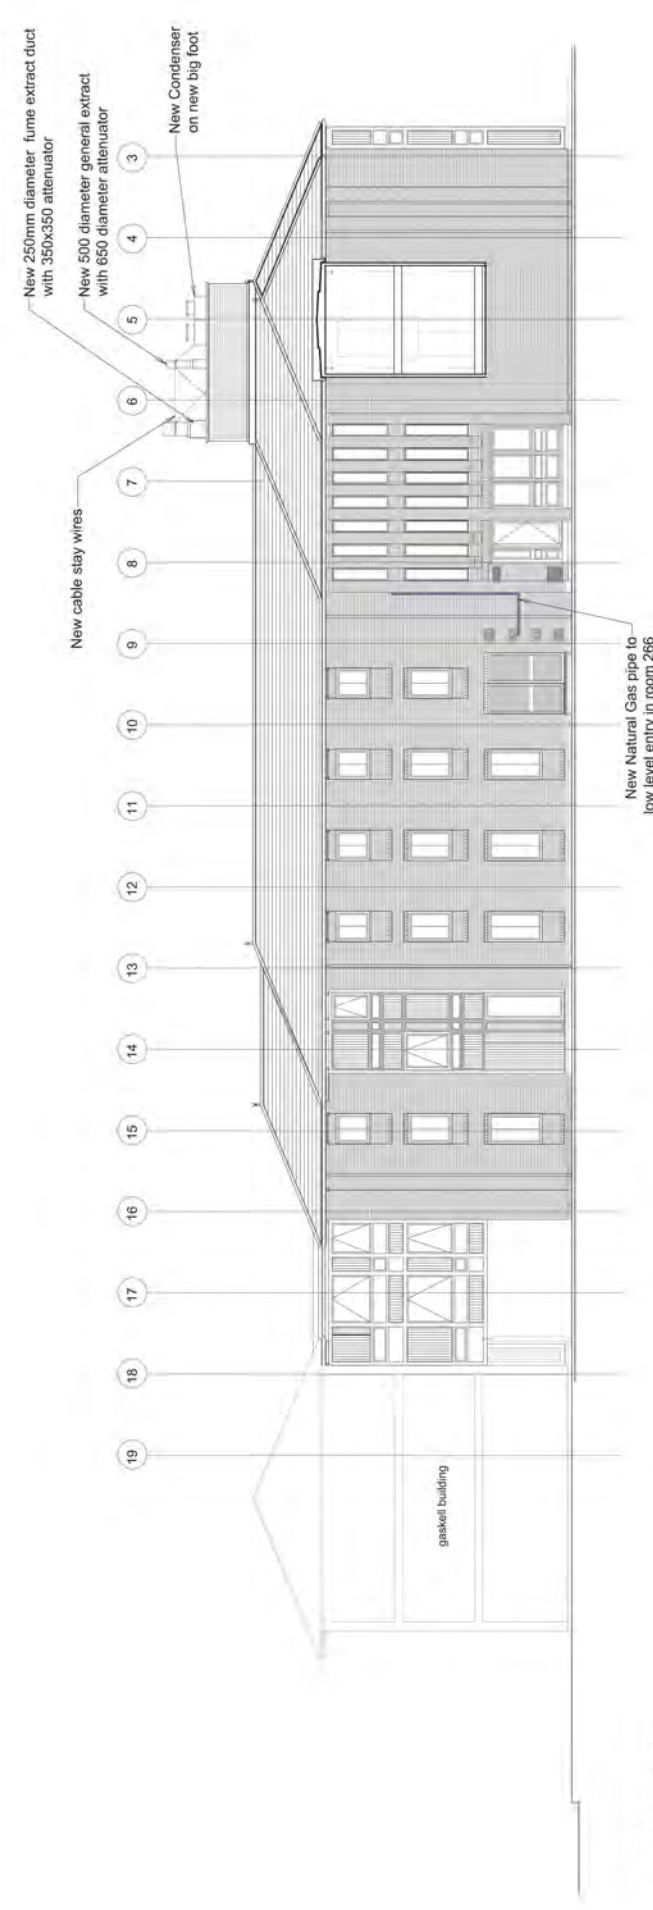 New 250mm diameter fume extract duct
with 350x350 attenuator
New 500 diameter general extract
with 650 diameter attenuator
New Condenser
on new big foot
New cable stay wires
19
18
17
16
15
14
13
12
11
10
9
8
7
6
5
4
3
gaskell building
New Natural Gas pipe to
low level entry in room 266